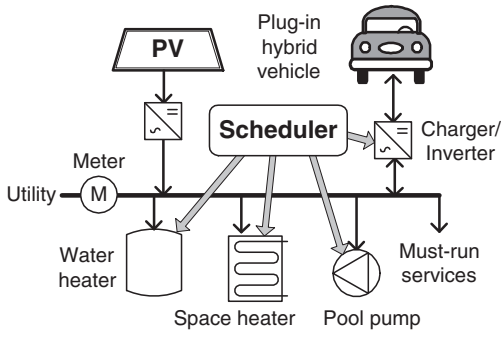 Plug-in
hybrid
vehicle
PV
Scheduler
Charger/
Inverter
Meter
Utility
M
Water
heater
Space heater
Pool pump
Must-run
services